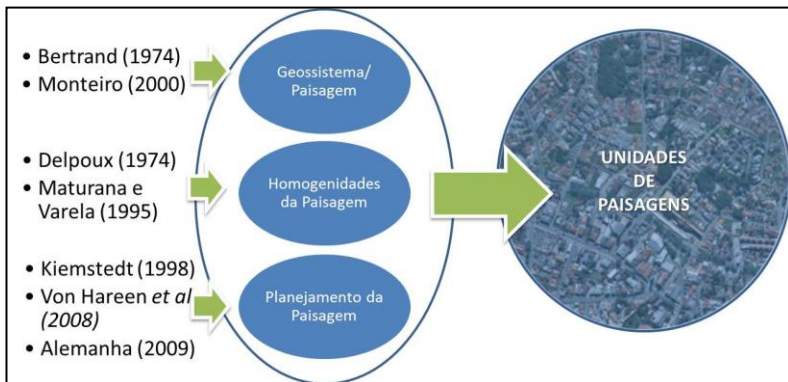 • Bertrand (1974)
• Monteiro (2000)
Geossistema/
Paisagem
• Delpoux (1974)
• Maturana e
Varela (1995)
Homogenidades
da Paisagem
• Kiemstedt (1998)
• Von Hareen et al
(2008)
• Alemanha (2009)
Planejamento da
Paisagem
UNIDADES
DE
PAISAGENS